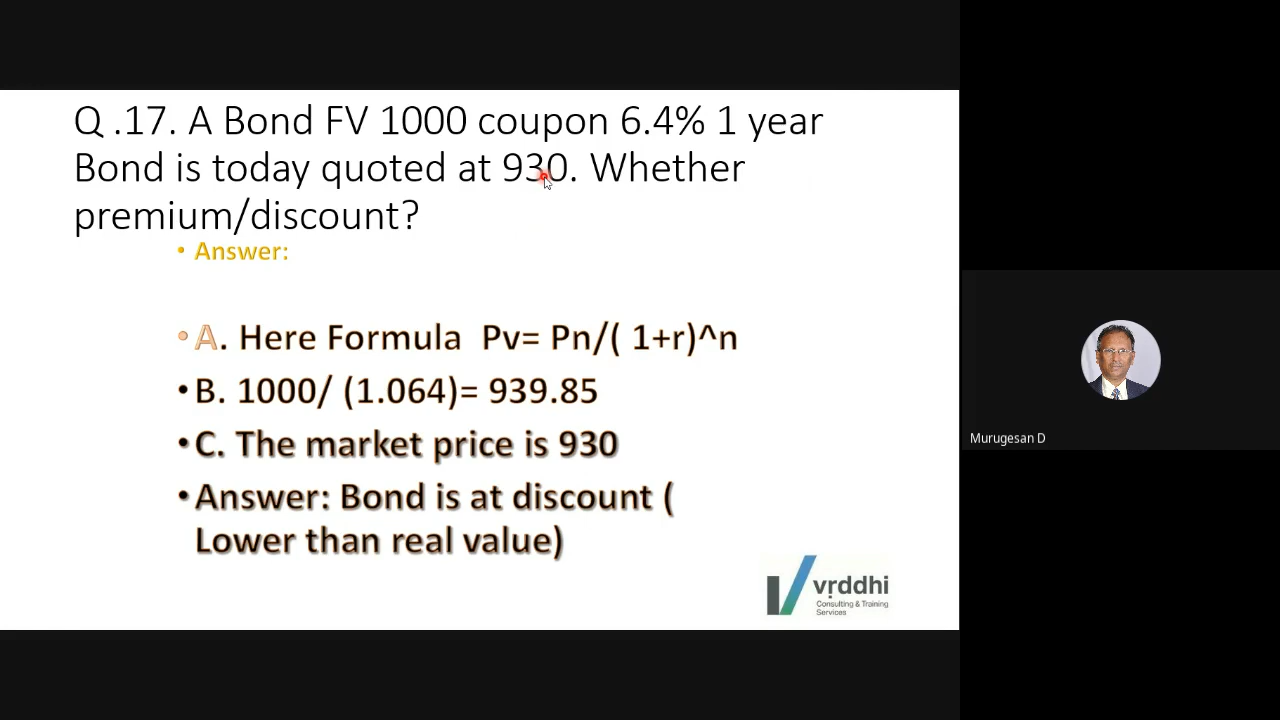 Q .17. A Bond FV 1000 coupon 6.4% 1 year
Bond is today quoted at 930. Whether
premium/discount?
• Answer:
• A. Here Formula Pv= Pn/( 1+r)^n
• B. 1000/ (1.064)= 939.85
• C. The market price is 930
• Answer: Bond is at discount (
Lower than real value)
vṛddhi
Consulting & Training
Services
Murugesan D